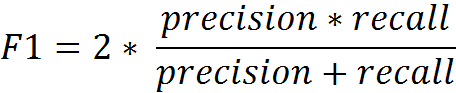 F1 = 2 * precision * recall / precision + recall